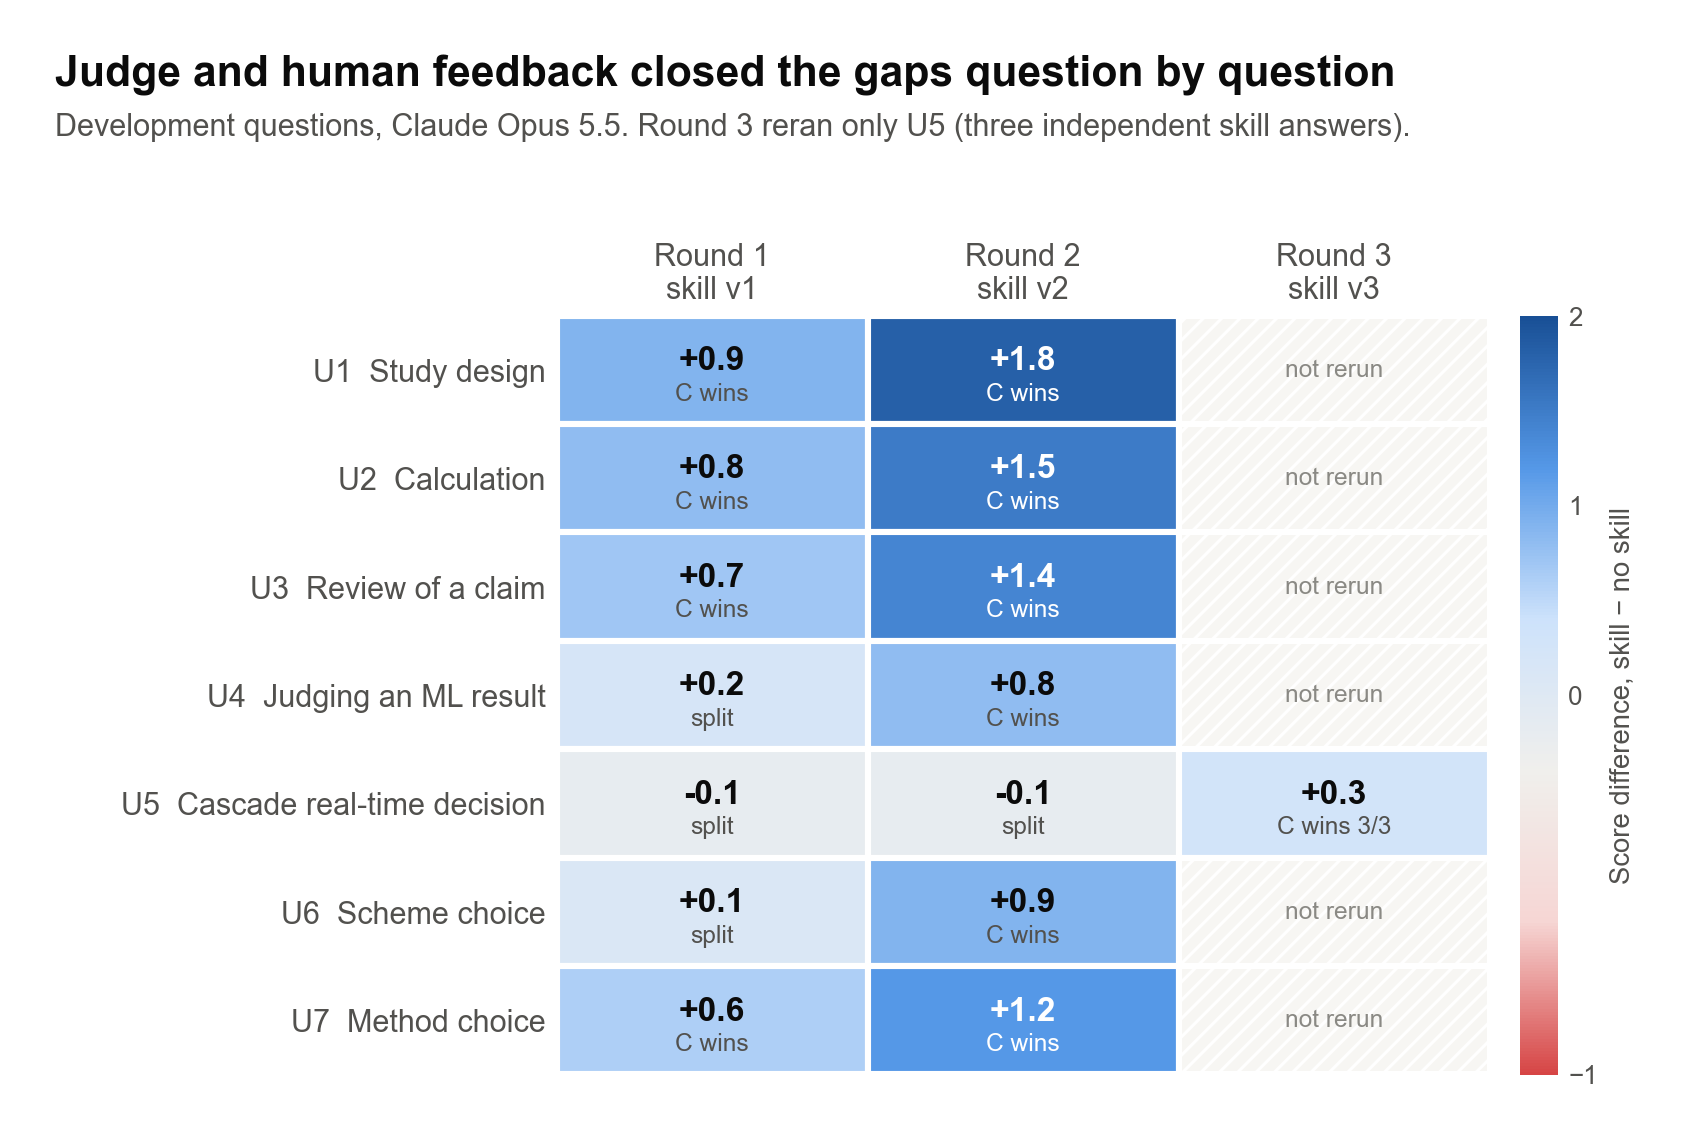 Judge and human feedback closed the gaps question by question
Development questions, Claude Opus 5.5. Round 3 reran only U5 (three independent skill answers).
Round 1
skill v1
Round 2
skill v2
Round 3
skill v3
U1 Study design
+0.9
C wins
+1.8
C wins
not rerun
U2 Calculation
+0.8
C wins
+1.5
C wins
not rerun
U3 Review of a claim
+0.7
C wins
+1.4
C wins
not rerun
U4 Judging an ML result
+0.2
split
+0.8
C wins
not rerun
U5 Cascade real-time decision
-0.1
split
-0.1
split
+0.3
C wins 3/3
U6 Scheme choice
+0.1
split
+0.9
C wins
not rerun
U7 Method choice
+0.6
C wins
+1.2
C wins
not rerun
2
1
0
−1
Score difference, skill − no skill